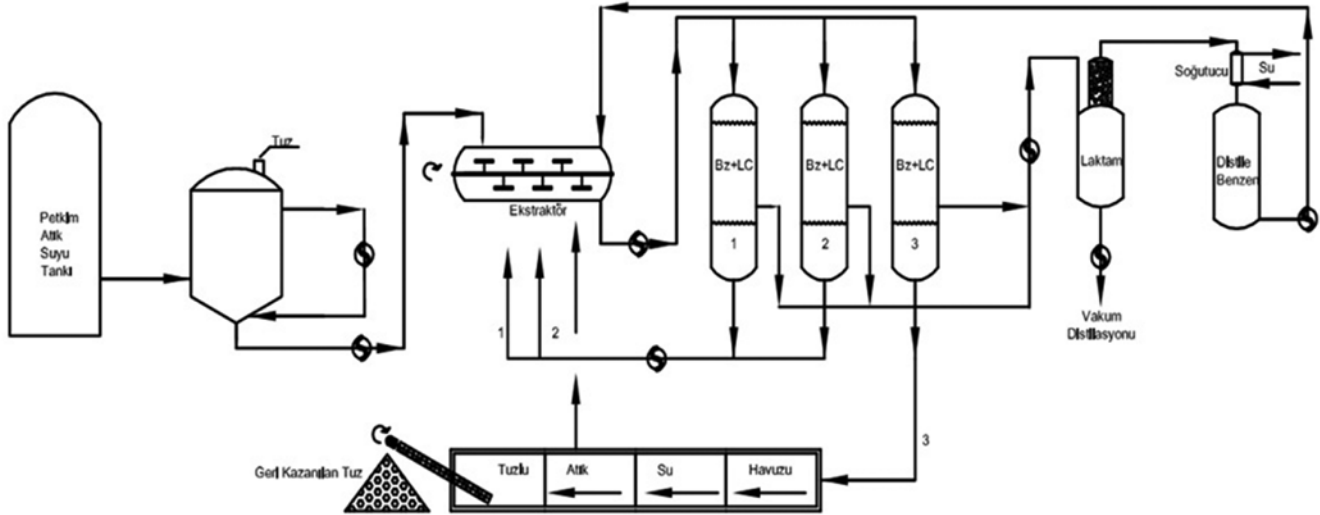 Petkim
Atık
Suyu
Tankı
Tuz
Ekstraktör
1
2
Bz+LC
1
Bz+LC
2
Bz+LC
3
Laktam
Soğutucu
Su
Distile
Benzen
Vakum
Distilasyonu
3
Geri Kazanılan Tuz
Tuzlu Atık Su Havuzu